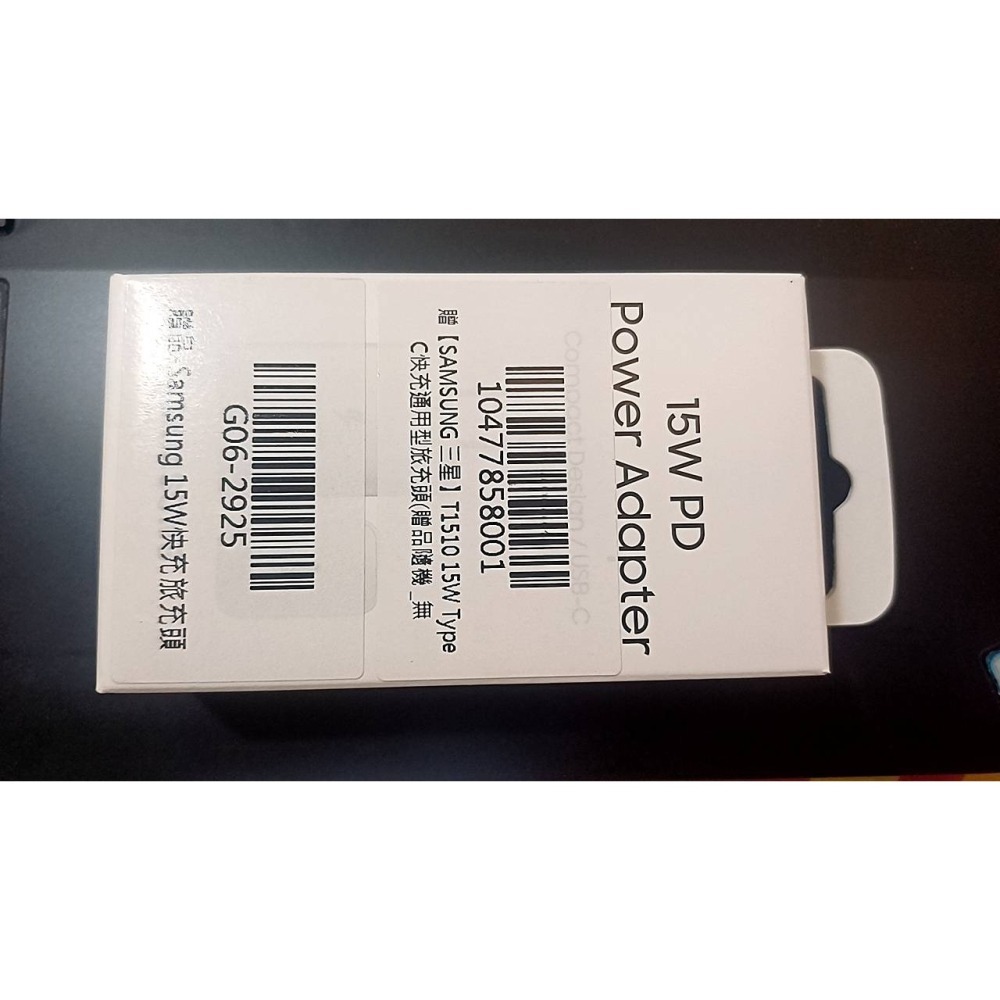 15W PD
Power Adapter
Compact Design / USB-C
10477858001
贈【SAMSUNG 三星】T1510 15W Type
C快充通用型旅充頭(贈品隨機_無
G06-2925
贈品-Samsung 15W快充旅充頭